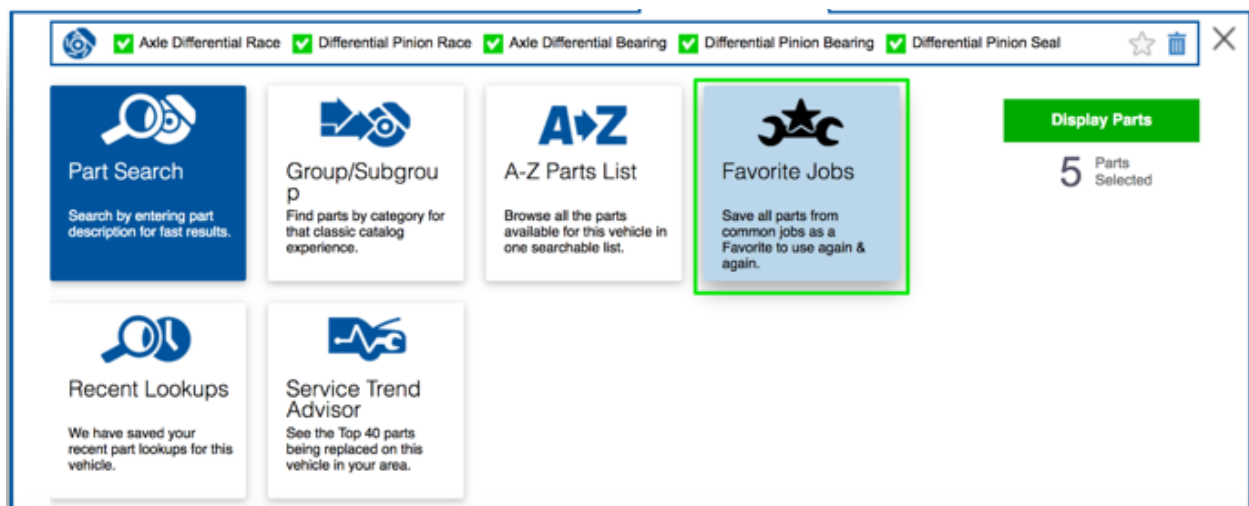 Axle Differential Race Differential Pinion Race Axle Differential Bearing Differential Pinion Bearing Differential Pinion Seal
Part Search
Search by entering part
description for fast results.
Group/Subgrou
p
Find parts by category for
that classic catalog
experience.
A-Z
A-Z Parts List
Browse all the parts
available for this vehicle in
one searchable list.
Favorite Jobs
Save all parts from
common jobs as a
Favorite to use again &
again.
Display Parts
5 Parts
Selected
Recent Lookups
We have saved your
recent part lookups for this
vehicle.
Service Trend
Advisor
See the Top 40 parts
being replaced on this
vehicle in your area.